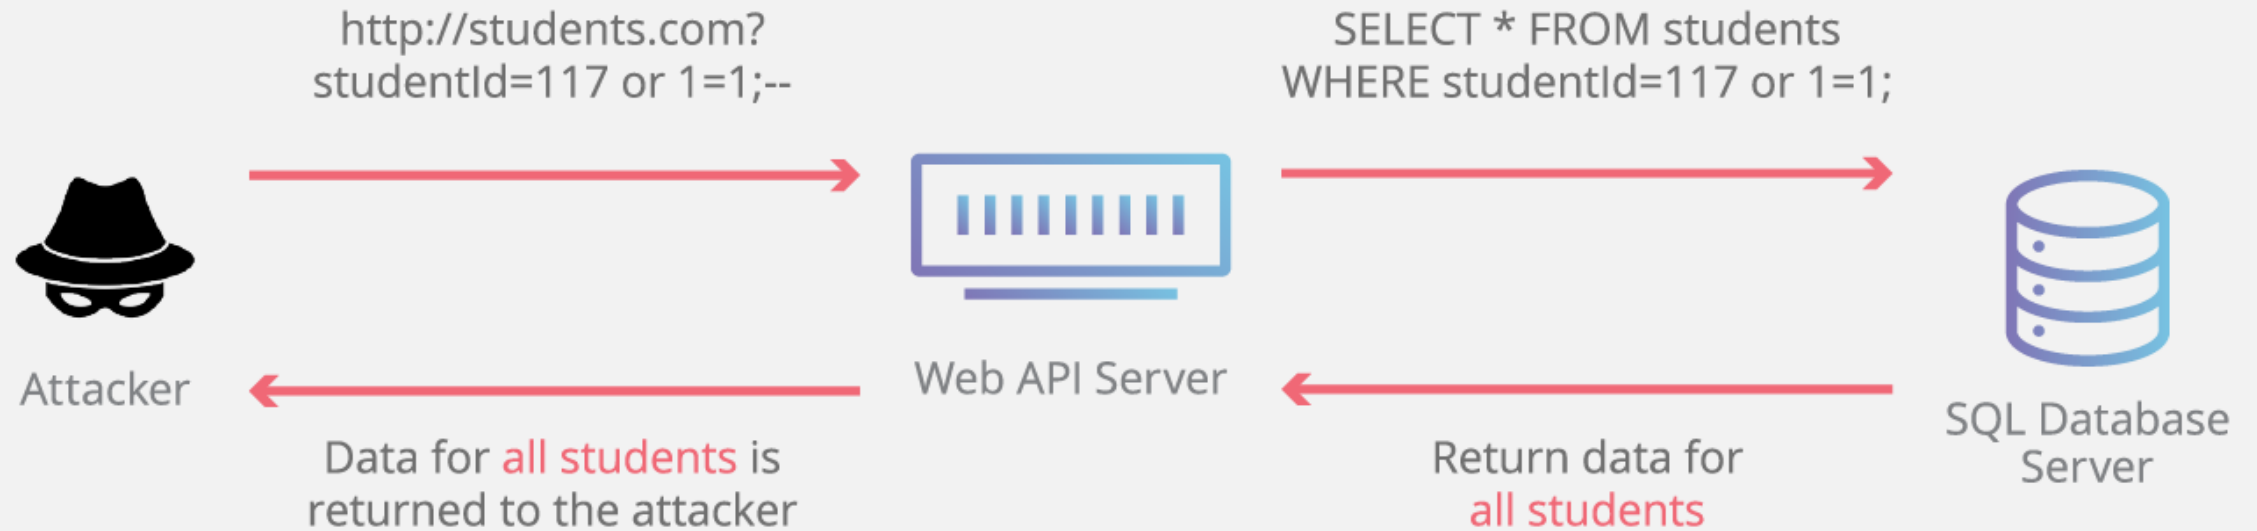 http://students.com?
studentId=117 or 1=1;--
SELECT * FROM students
WHERE studentId=117 or 1=1;
Attacker
Web API Server
SQL Database
Server
Data for all students is
returned to the attacker
Return data for
all students